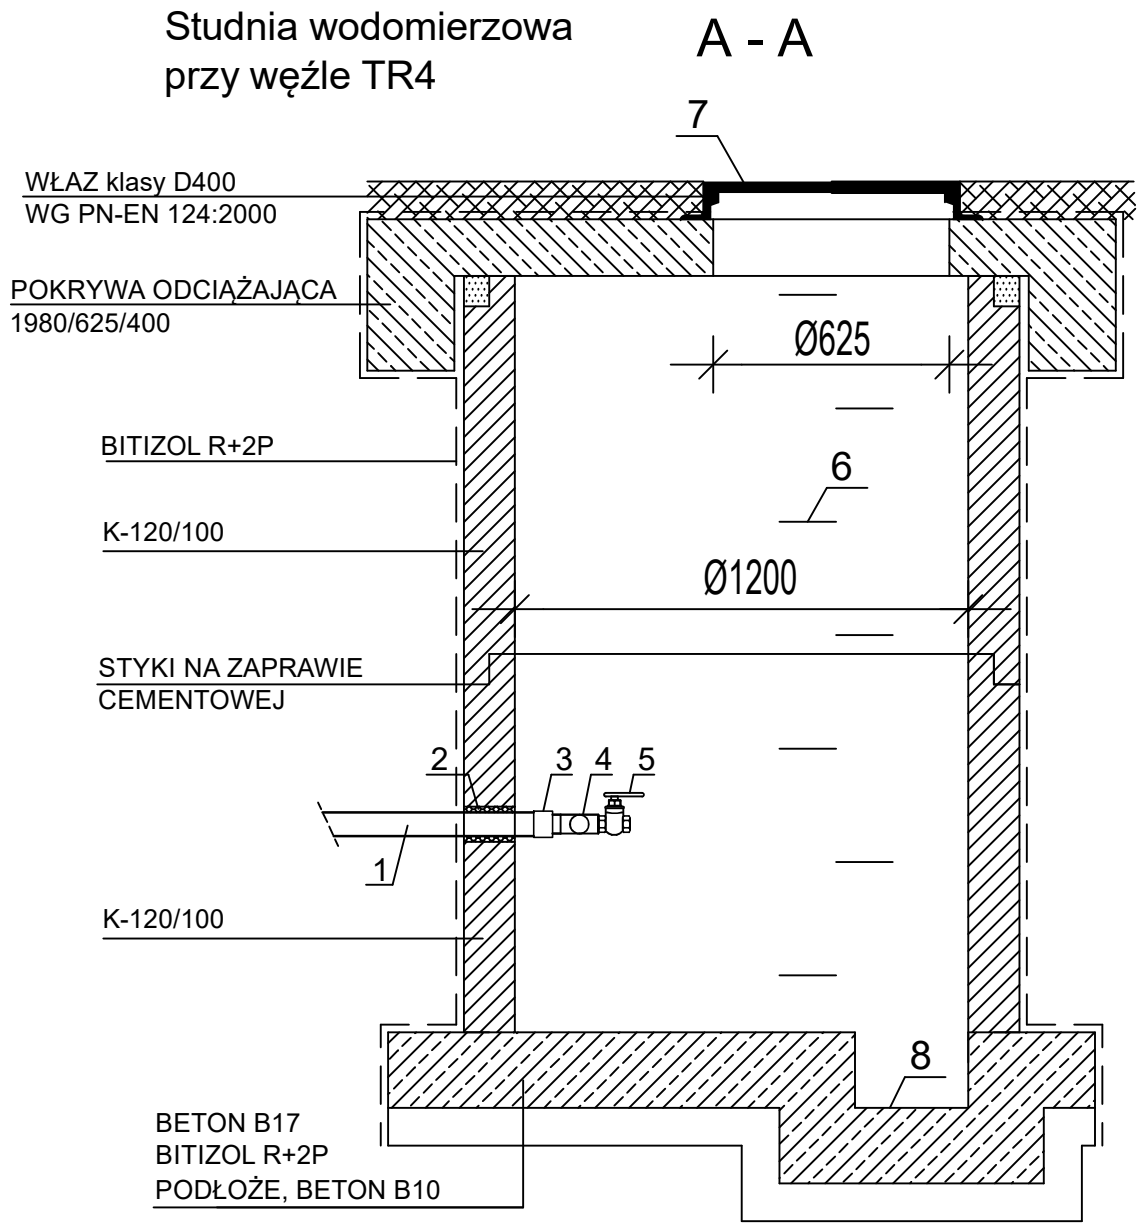 Studnia wodomierzowa
przy węźle TR4
A - A
7
WŁAZ klasy D400
WG PN-EN 124:2000
POKRYWA ODCIĄŻAJĄCA
1980/625/400
Ø625
BITIZOL R+2P
6
K-120/100
Ø1200
STYKI NA ZAPRAWIE
CEMENTOWEJ
2
3
4
5
1
K-120/100
8
BETON B17
BITIZOL R+2P
PODŁOŻE, BETON B10